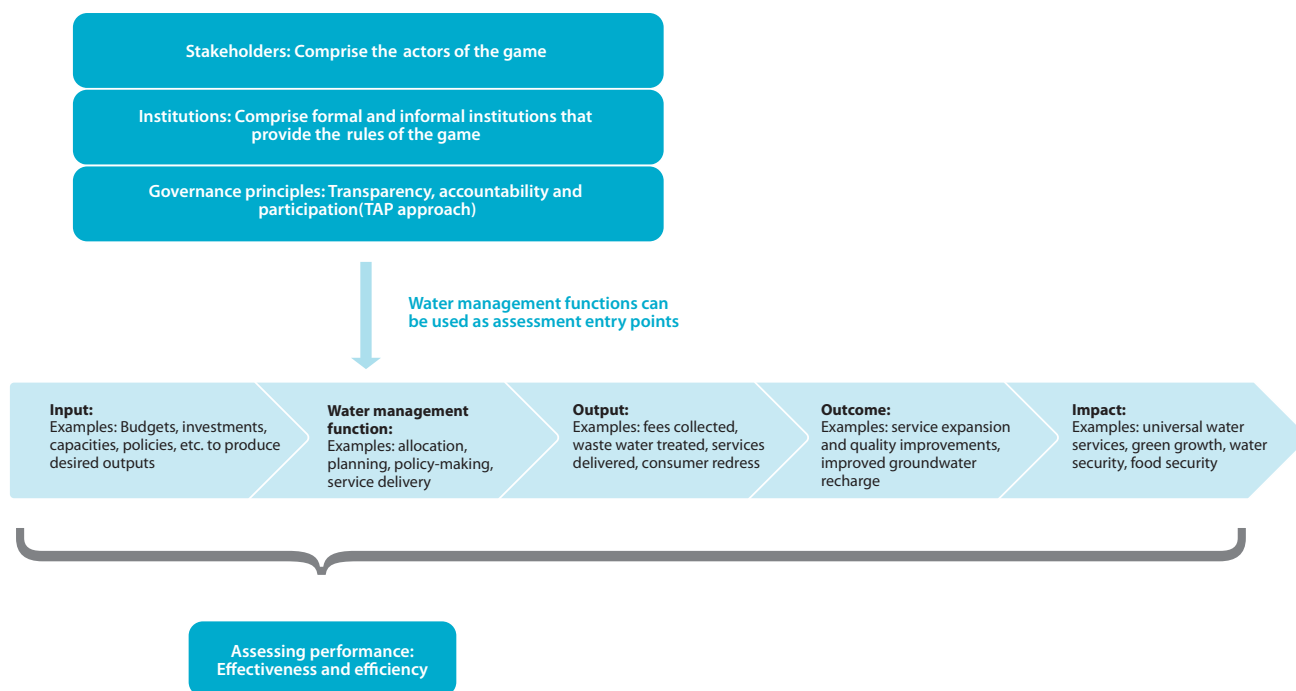 Stakeholders: Comprise the actors of the game
Institutions: Comprise formal and informal institutions that
provide the rules of the game
Governance principles: Transparency, accountability and
participation(TAP approach)
Water management functions can
be used as assessment entry points
Input:
Examples: Budgets, investments,
capacities, policies, etc. to produce
desired outputs
Water management
function:
Examples: allocation,
planning, policy-making,
service delivery
Output:
Examples: fees collected,
waste water treated, services
delivered, consumer redress
Outcome:
Examples: service expansion
and quality improvements,
improved groundwater
recharge
Impact:
Examples: universal water
services, green growth, water
security, food security
Assessing performance:
Effectiveness and efficiency